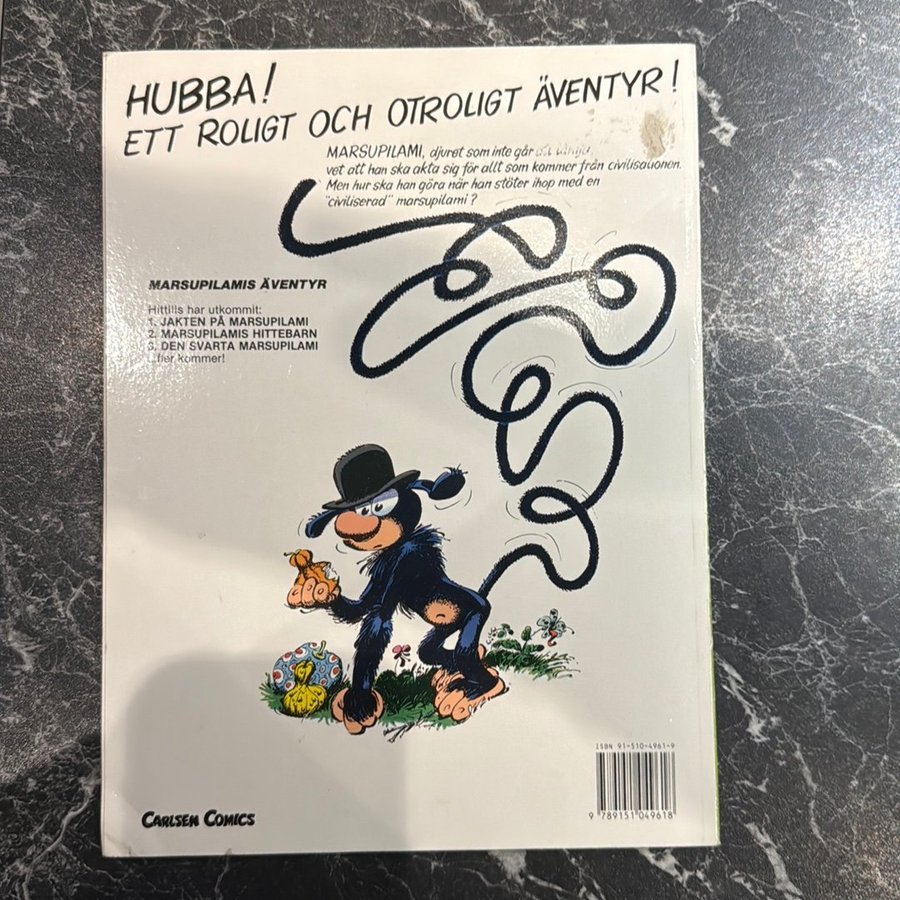 HUBBA!
ETT ROLIGT OCH OTROLIGT ÄVENTYR!
MARSUPILAMI, djuret som inte går
vet att han ska akta sig för allt som kommer från civilisationen.
Men hur ska han göra när han stöter ihop med en
"civiliserad" marsupilami?
MARSUPILAMIS ÄVENTYR
Hittills har utkommit:
1. JAKTEN PÅ MARSUPILAMI
2. MARSUPILAMIS HITTEBARN
3. DEN SVARTA MARSUPILAMI
...fler kommer!
ISBN 91-510-4961-9
9 789151 049618
CARLSEN COMICS